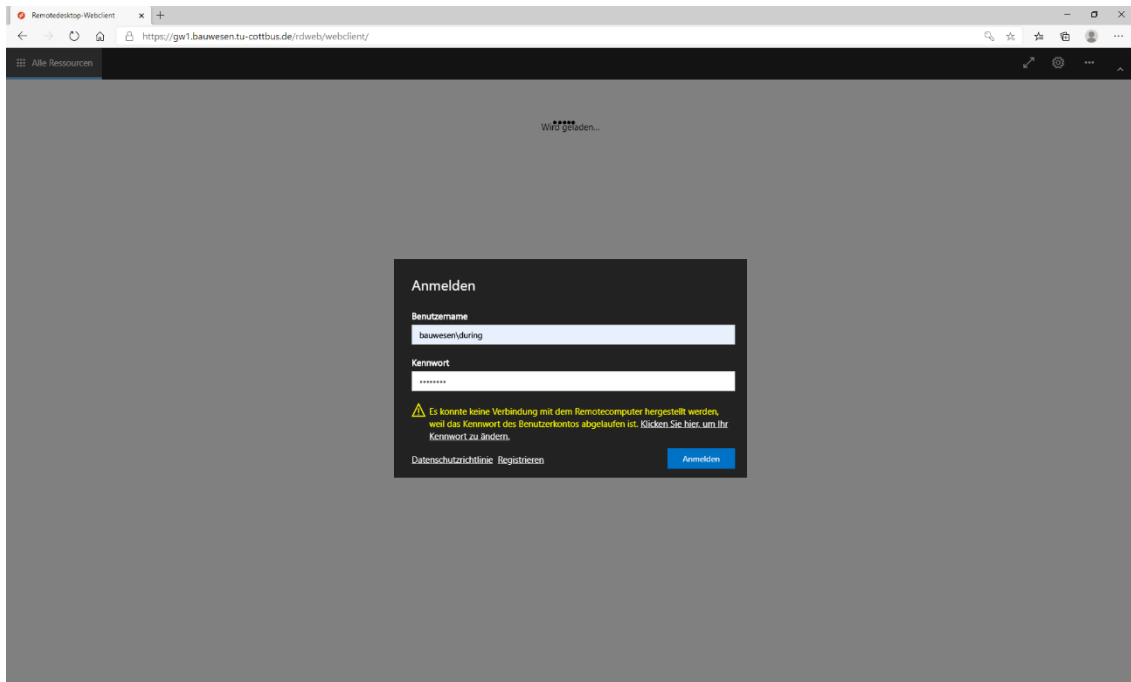 Remotedesktop-Webclient
https://gw1.bauwesen.tu-cottbus.de/rdweb/webclient/
Alle Ressourcen
Wird geladen...
Anmelden
Benutzername
bauwesen\during
Kennwort
••••••••
Es konnte keine Verbindung mit dem Remotecomputer hergestellt werden,
weil das Kennwort des Benutzerkontos abgelaufen ist. Klicken Sie hier, um Ihr
Kennwort zu ändern.
Datenschutzrichtlinie Registrieren
Anmelden